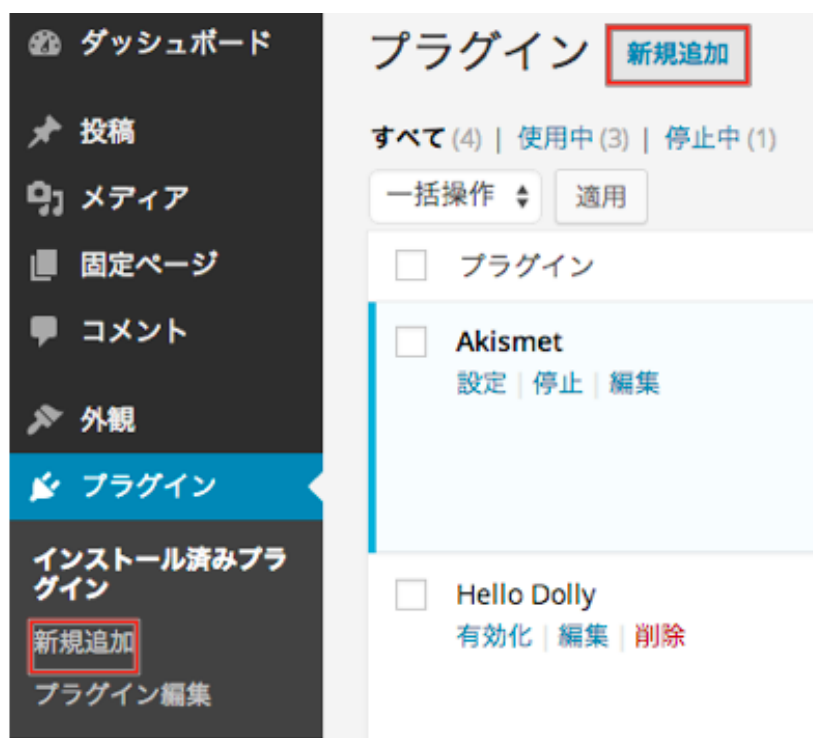 ダッシュボード
投稿
メディア
固定ページ
コメント
外観
プラグイン
インストール済みプラ
グイン
新規追加
プラグイン編集
プラグイン 新規追加
すべて (4) | 使用中 (3) | 停止中 (1)
一括操作 適用
プラグイン
Akismet
設定 | 停止 | 編集
Hello Dolly
有効化 | 編集 | 削除